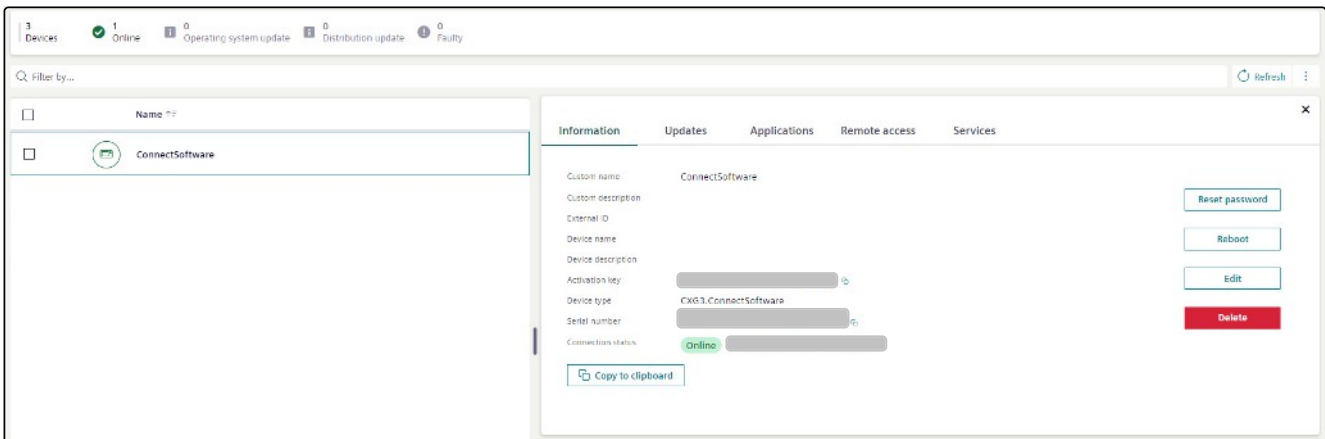 3 Devices
1 Online
0 Operating system update
0 Distribution update
0 Faulty
Filter by...
Refresh
Name
ConnectSoftware
Information Updates Applications Remote access Services
Custom name ConnectSoftware
Custom description
External ID
Device name
Device description
Activation key
Device type CXG3.ConnectSoftware
Serial number
Connection status Online
Copy to clipboard
Reset password
Reboot
Edit
Delete